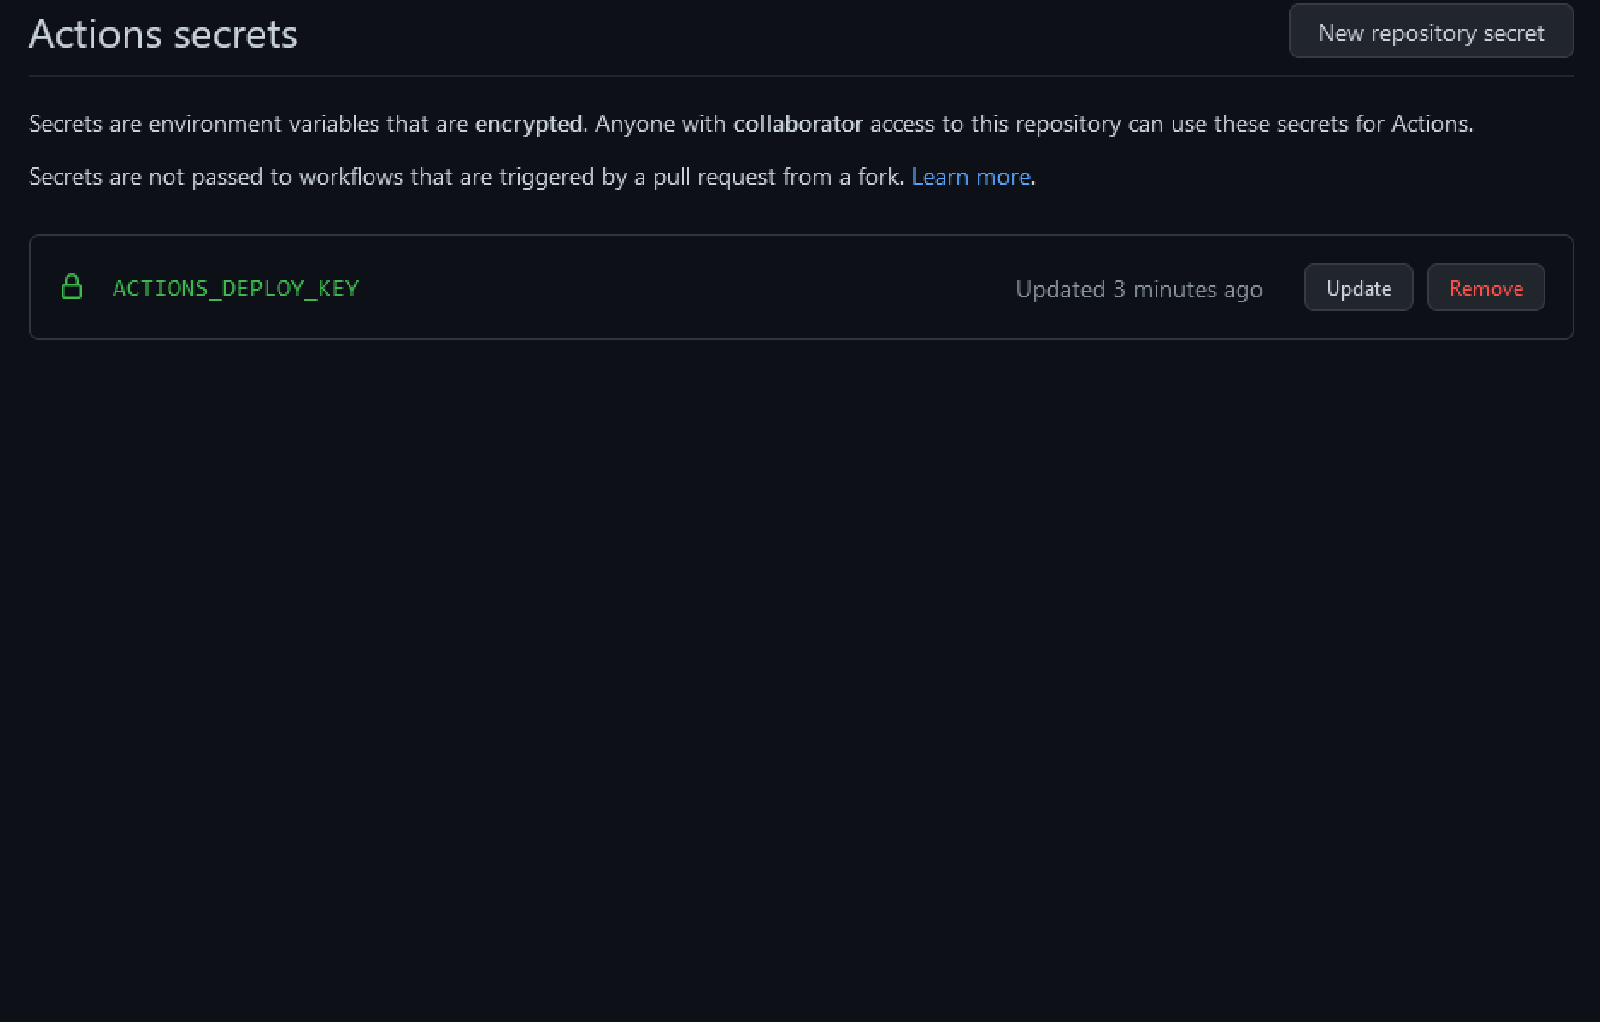 Actions secrets
New repository secret
Secrets are environment variables that are encrypted. Anyone with collaborator access to this repository can use these secrets for Actions.
Secrets are not passed to workflows that are triggered by a pull request from a fork. Learn more.
ACTIONS_DEPLOY_KEY
Updated 3 minutes ago
Update
Remove